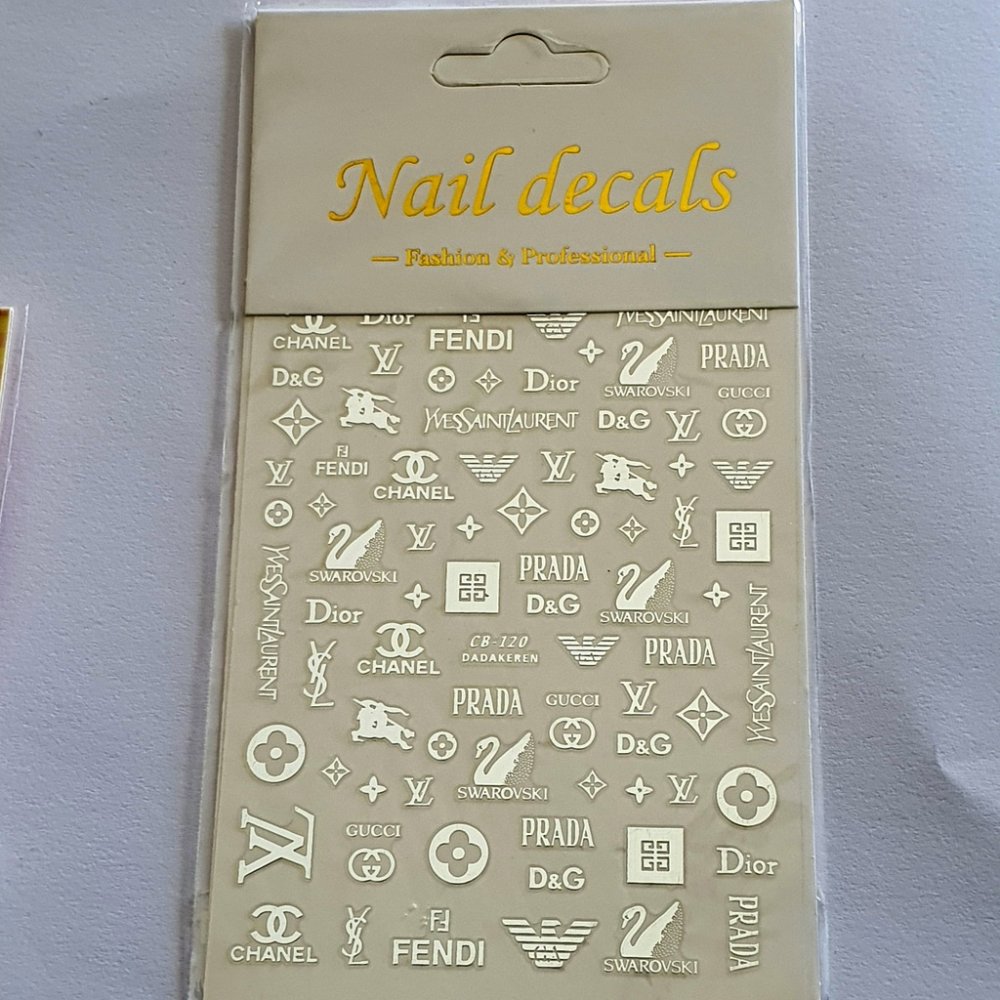 Nail decals
— Fashion & Professional —
CHANEL
Dior
FENDI
YVESSAINTLAURENT
D&G
Dior
SWAROVSKI
PRADA
GUCCI
YVESSAINTLAURENT
D&G
FENDI
CHANEL
SWAROVSKI
PRADA
D&G
SWAROVSKI
YVESSAINTLAURENT
Dior
CHANEL
CB-120
DADAKEREN
PRADA
YVESSAINTLAURENT
PRADA
GUCCI
D&G
SWAROVSKI
GUCCI
PRADA
D&G
Dior
CHANEL
FENDI
SWAROVSKI
PRADA